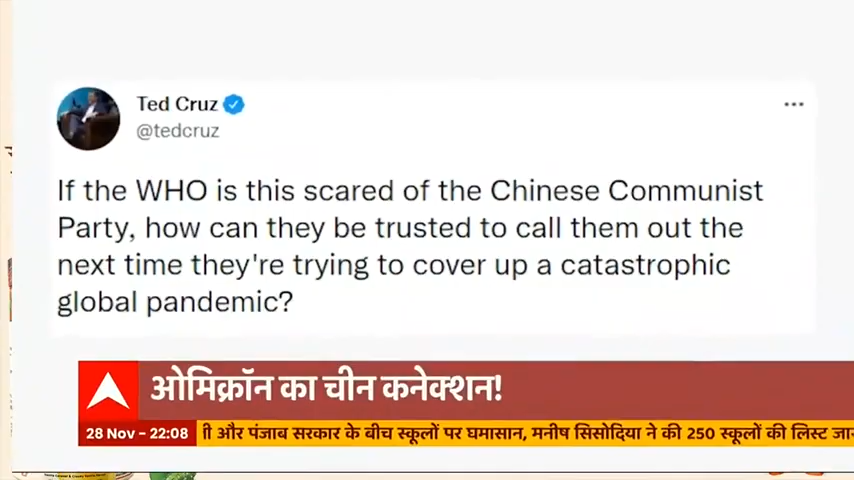 Ted Cruz
@tedcruz
If the WHO is this scared of the Chinese Communist
Party, how can they be trusted to call them out the
next time they're trying to cover up a catastrophic
global pandemic?
ओमिक्रॉन का चीन कनेक्शन!
28 Nov - 22:08
और पंजाब सरकार के बीच स्कूलों पर घमासान, मनीष सिसोदिया ने की 250 स्कूलों की लिस्ट